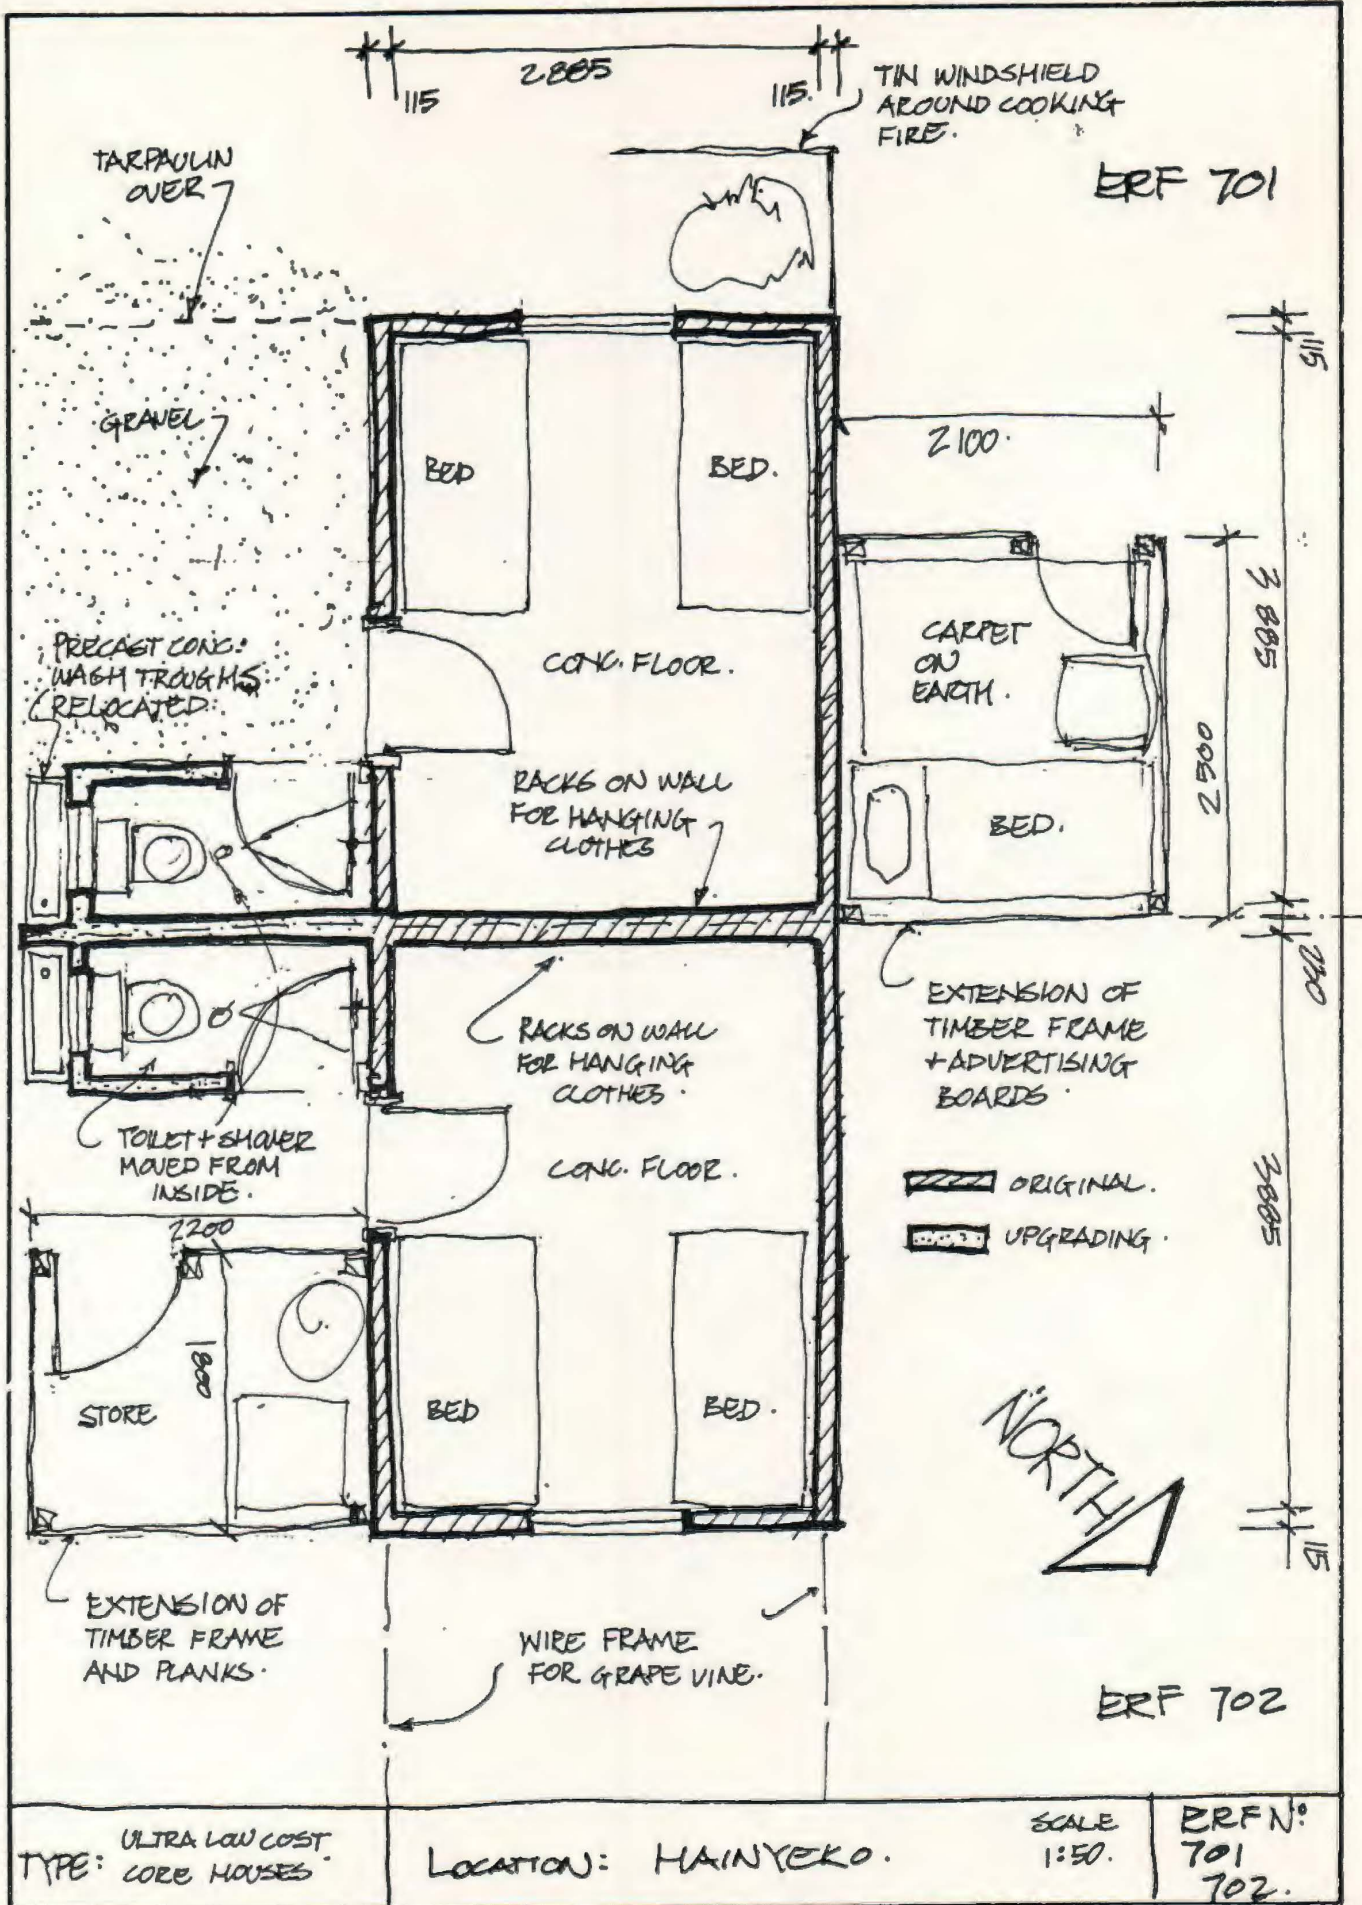 2885
115
115.
TIN WINDSHIELD
AROUND COOKING
FIRE.
TARPAULIN
OVER
ERF 701
115
GRAVEL
2100.
BED
BED.
3885
PRECAST CONC.
WASH TROUGHS
RELOCATED.
CONC. FLOOR.
CARPET
ON
EARTH.
2500
RACKS ON WALL
FOR HANGING
CLOTHES
BED.
230
EXTENSION OF
TIMBER FRAME
+ ADVERTISING
BOARDS.
RACKS ON WALL
FOR HANGING
CLOTHES.
TOILET + SHOWER
MOVED FROM
INSIDE.
CONC. FLOOR.
ORIGINAL.
UPGRADING.
3885
2200
1800
STORE
BED
BED.
NORTH
115
EXTENSION OF
TIMBER FRAME
AND PLANKS.
WIRE FRAME
FOR GRAPE VINE.
ERF 702
TYPE: ULTRA LOW COST
CORE HOUSES
LOCATION: HAINYEKO.
SCALE
1:50.
ERF No:
701
702.